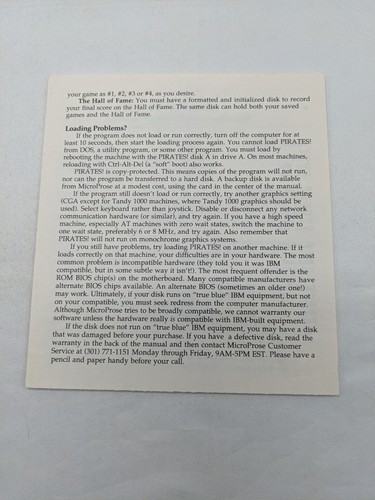 your game as #1, #2, #3 or #4, as you desire.
The Hall of Fame: You must have a formatted and initialized disk to record
your final score on the Hall of Fame. The same disk can hold both your saved
games and the Hall of Fame.
Loading Problems?
If the program does not load or run correctly, turn off the computer for at
least 10 seconds, then start the loading process again. You cannot load PIRATES!
from DOS, a utility program, or some other program. You must load by
rebooting the machine with the PIRATES! disk A in drive A. On most machines,
reloading with Ctrl-Alt-Del (a "soft" boot) also works.
PIRATES! is copy-protected. This means copies of the program will not run,
nor can the program be transferred to a hard disk. A backup disk is available
from MicroProse at a modest cost, using the card in the center of the manual.
If the program still doesn't load or run correctly, try another graphics setting
(CGA except for Tandy 1000 machines, where Tandy 1000 graphics should be
used). Select keyboard rather than joystick. Disable or disconnect any network
communication hardware (or similar), and try again. If you have a high speed
machine, especially AT machines with zero wait states, switch the machine to
one wait state, preferably 6 or 8 MHz, and try again. Also remember that
PIRATES! will not run on monochrome graphics systems.
If you still have problems, try loading PIRATES! on another machine. If it
loads correctly on that machine, your difficulties are in your hardware. The most
common problem is incompatible hardware (they told you it was IBM
compatible, but in some subtle way it isn't!). The most frequent offender is the
ROM BIOS chip(s) on the motherboard. Many compatible manufacturers have
alternate BIOS chips available. An alternate BIOS (sometimes an older one!)
may work. Ultimately, if your disk runs on "true blue" IBM equipment, but not
on your compatible, you must seek redress from the computer manufacturer.
Although MicroProse tries to be broadly compatible, we cannot warranty our
software unless the hardware really is compatible with IBM-built equipment.
If the disk does not run on "true blue" IBM equipment, you may have a disk
that was damaged before your purchase. If you have a defective disk, read the
warranty in the back of the manual and then contact MicroProse Customer
Service at (301) 771-1151 Monday through Friday, 9AM-5PM EST. Please have a
pencil and paper handy before your call.